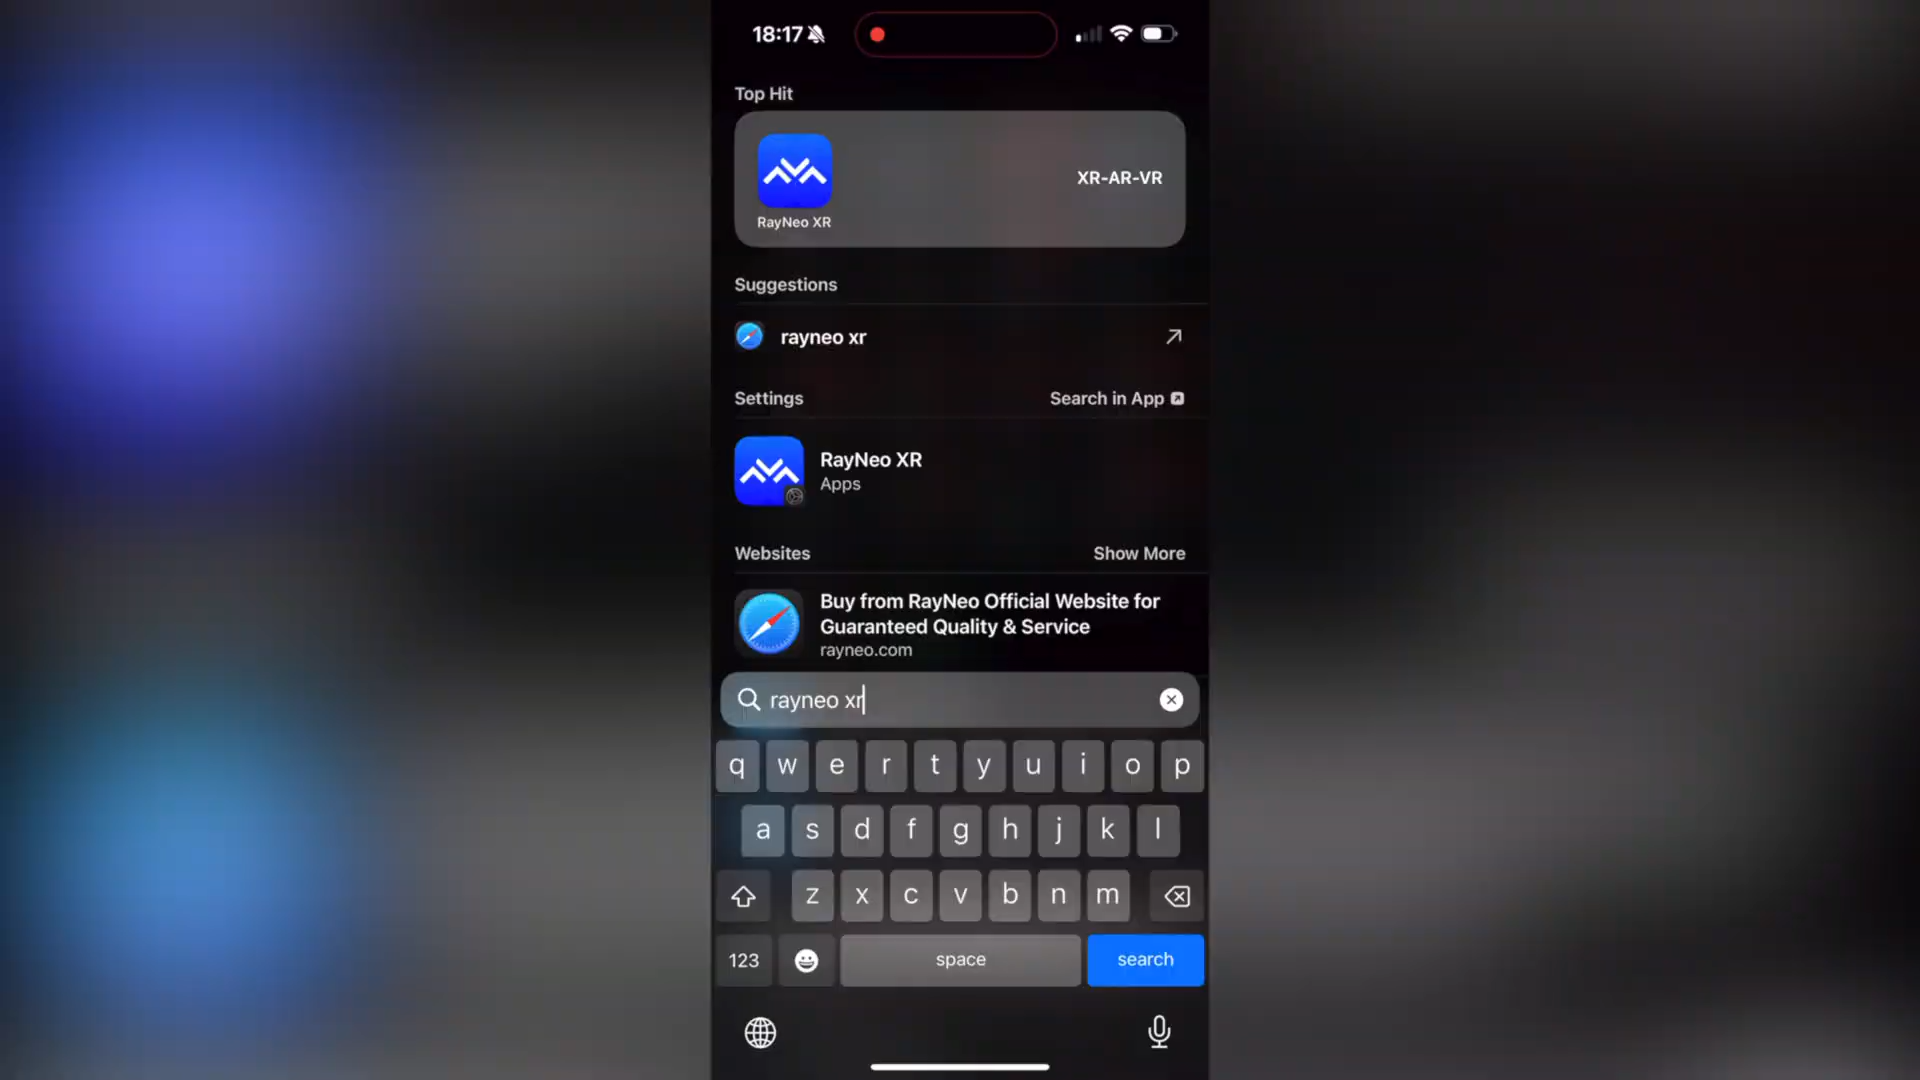 18:17
Top Hit
RayNeo XR
XR-AR-VR
Suggestions
rayneo xr
Settings
Search in App
RayNeo XR
Apps
Websites
Show More
Buy from RayNeo Official Website for
Guaranteed Quality & Service
rayneo.com
rayneo xr
q w e r t y u i o p
a s d f g h j k l
z x c v b n m
123 space search